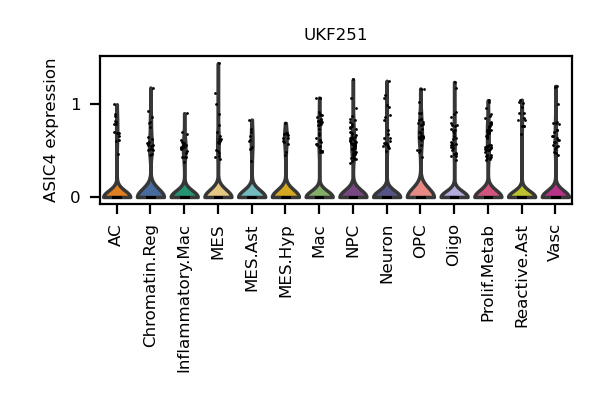 UKF251
ASIC4 expression
1
0
AC
Chromatin.Reg
Inflammatory.Mac
MES
MES.Ast
MES.Hyp
Mac
NPC
Neuron
OPC
Oligo
Prolif.Metab
Reactive.Ast
Vasc